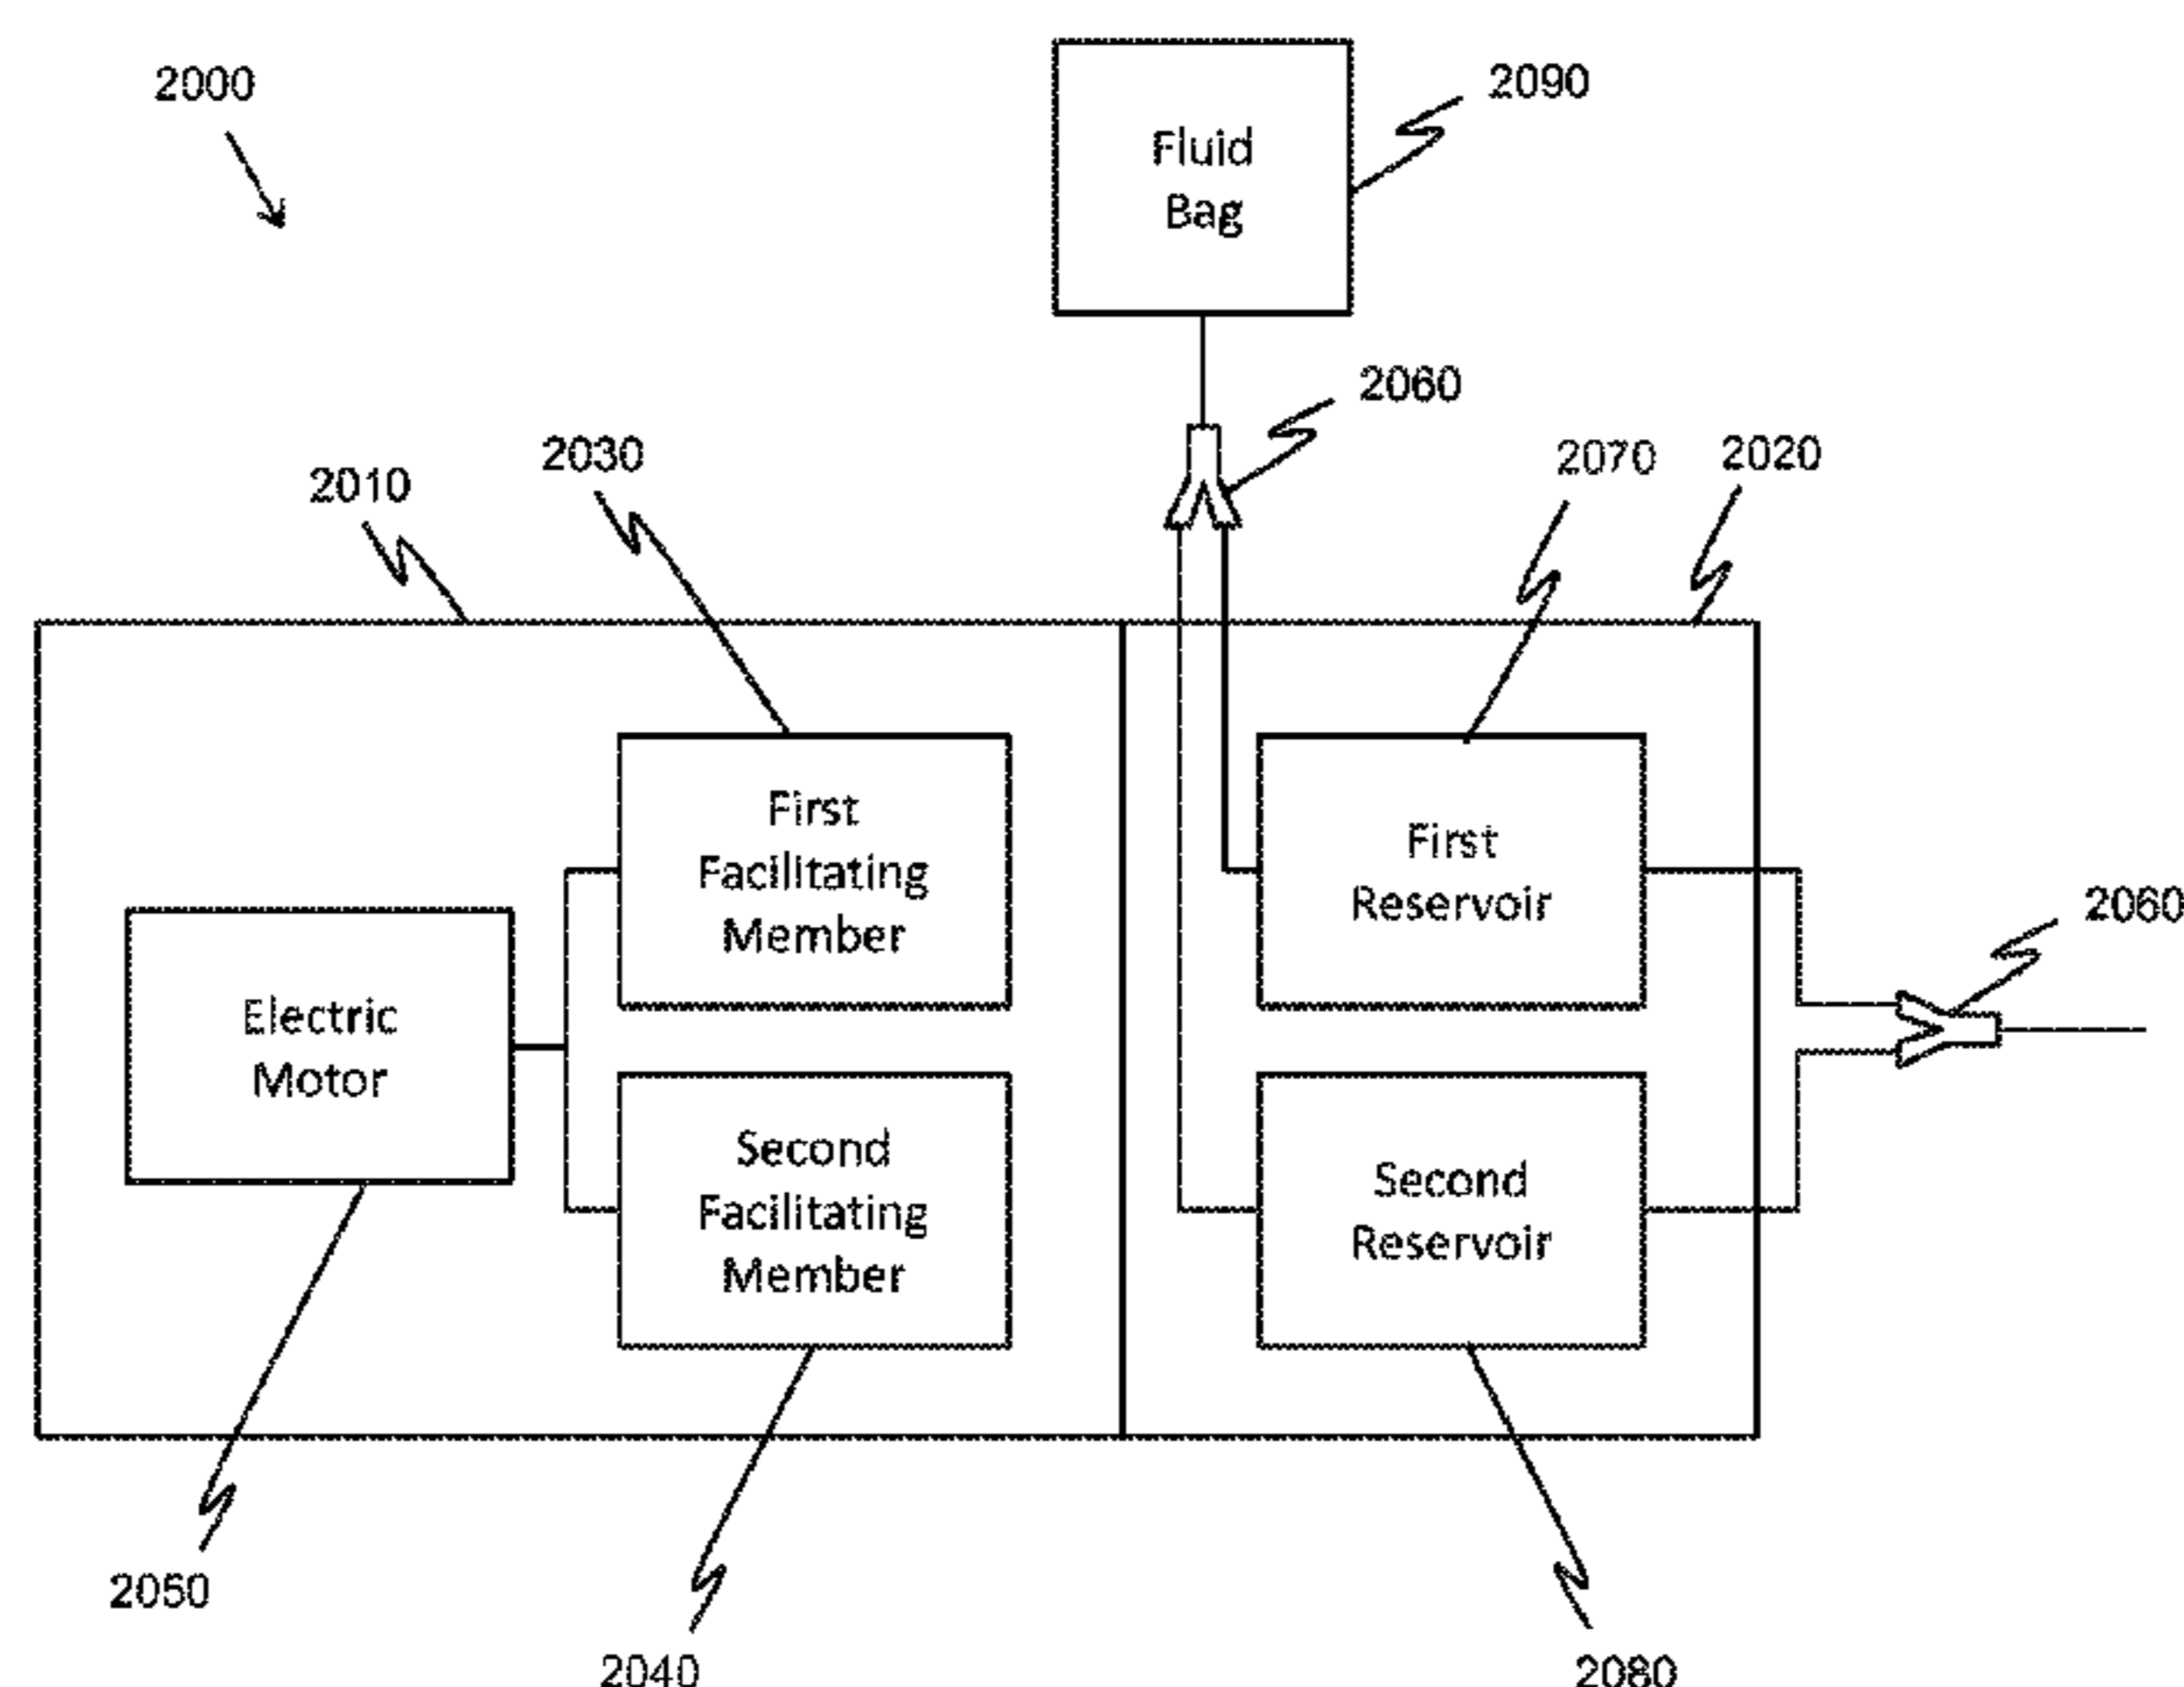 2000
2090
Fluid
Bag
2060
2030
2070
2020
2010
First
Facilitating
Member
First
Reservoir
2060
Electric
Motor
Second
Facilitating
Member
Second
Reservoir
2050
2040
2080